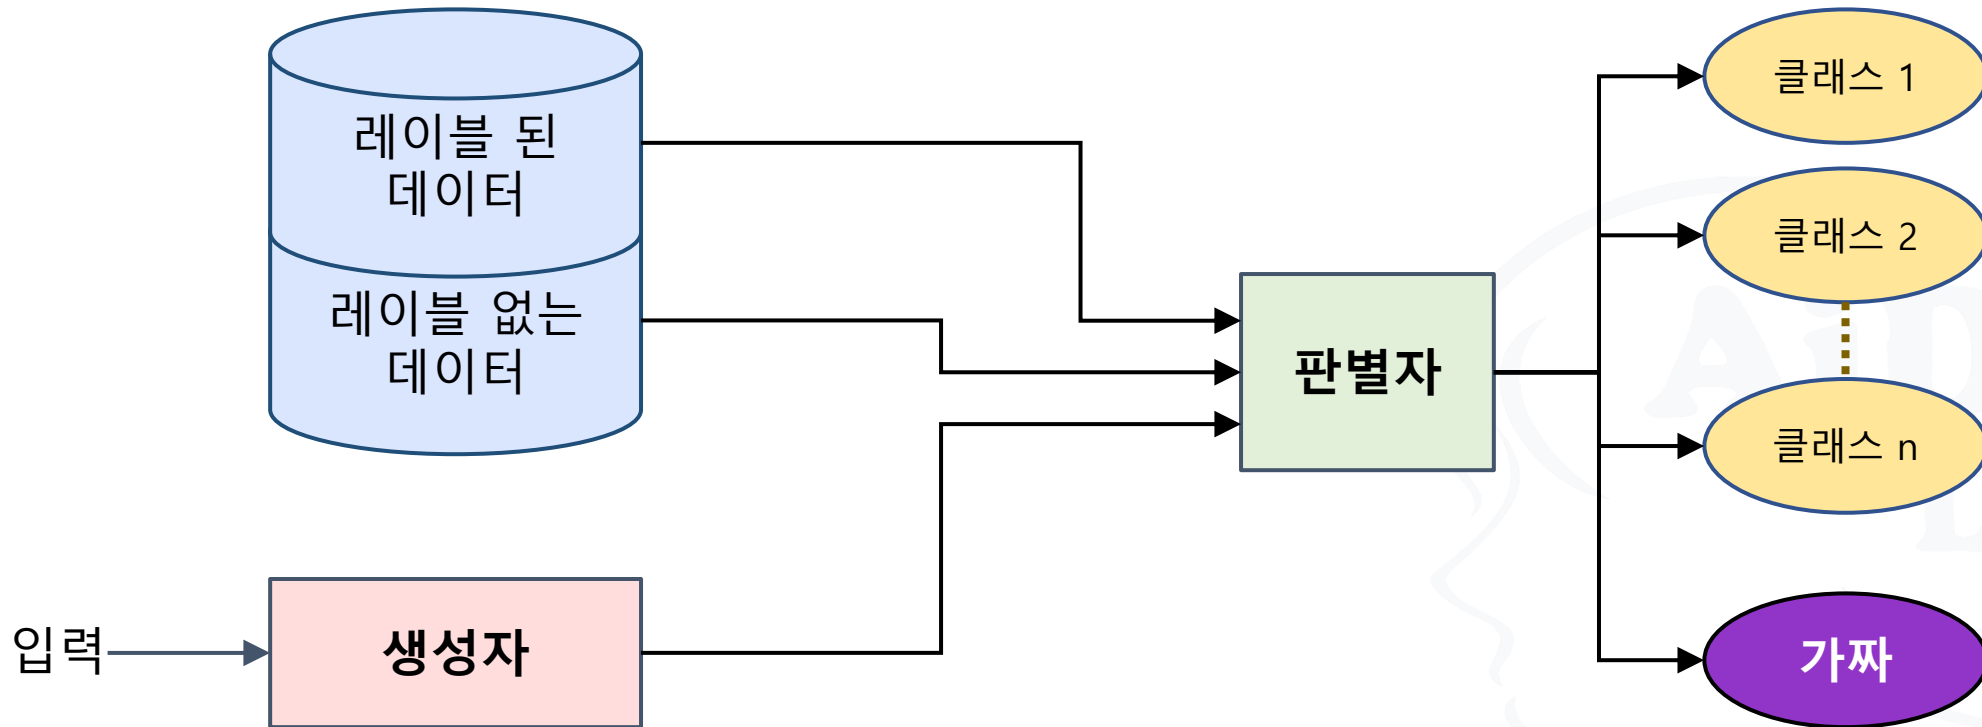 레이블 된
데이터
레이블 없는
데이터
입력
생성자
판별자
클래스 1
클래스 2
클래스 n
가짜